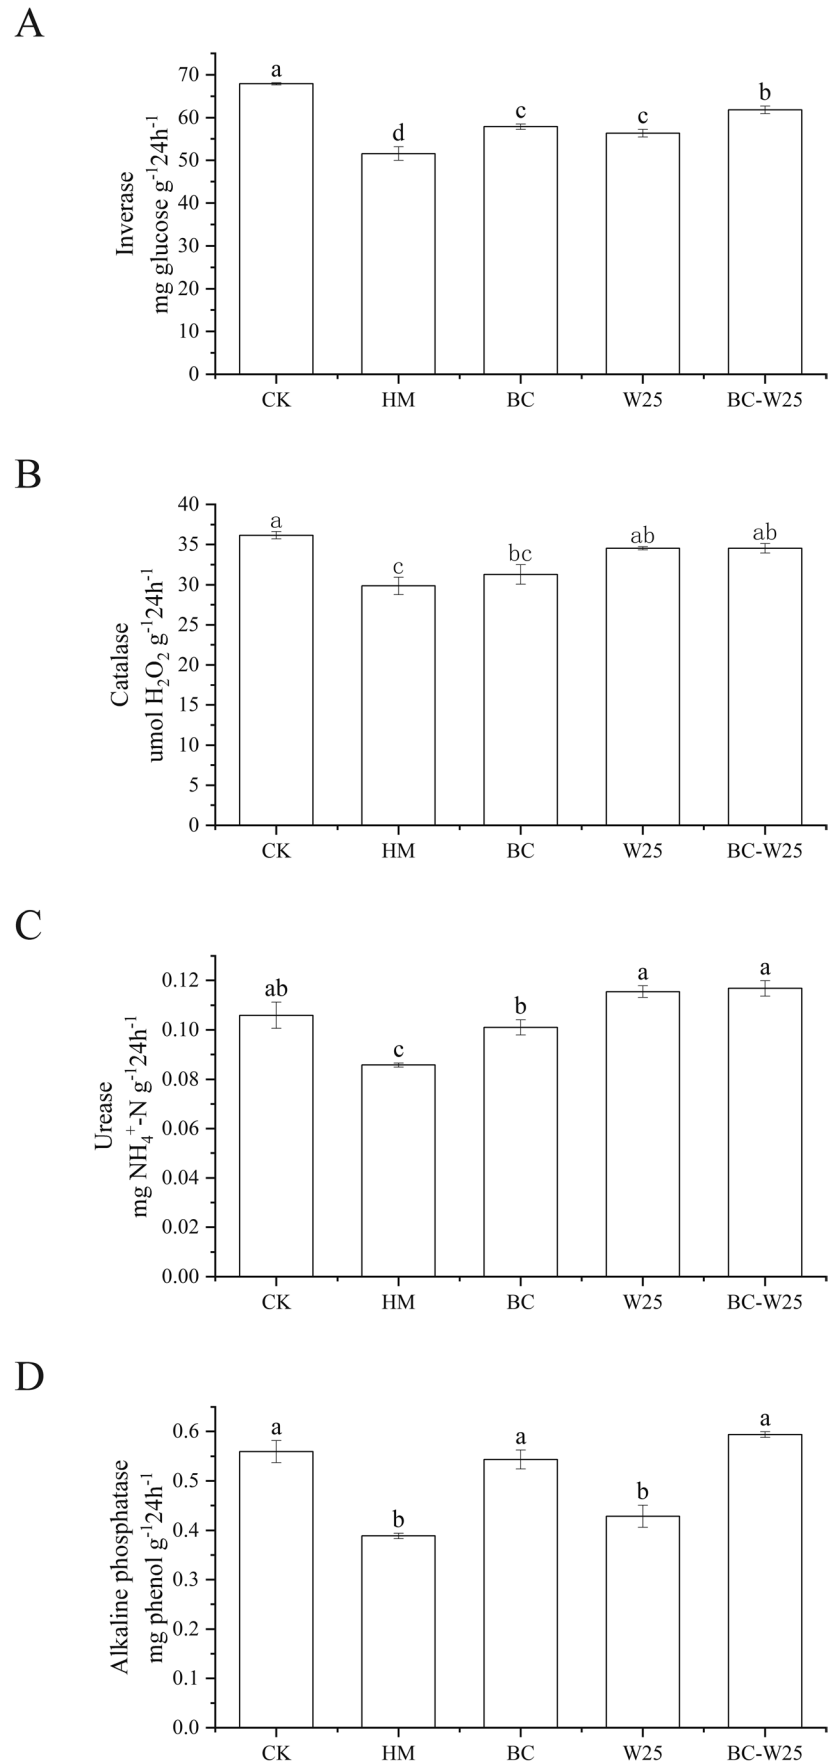 A
Inverase
mg glucose g⁻¹24h⁻¹
70
60
50
40
30
20
10
0
a
d
c
c
b
CK HM BC W25 BC-W25
B
Catalase
umol H₂O₂ g⁻¹24h⁻¹
40
35
30
25
20
15
10
5
0
a
c
bc
ab
ab
CK HM BC W25 BC-W25
C
Urease
mg NH₄⁺-N g⁻¹24h⁻¹
0.12
0.10
0.08
0.06
0.04
0.02
0.00
ab
c
b
a
a
CK HM BC W25 BC-W25
D
Alkaline phosphatase
mg phenol g⁻¹24h⁻¹
0.6
0.5
0.4
0.3
0.2
0.1
0.0
a
b
a
b
a
CK HM BC W25 BC-W25